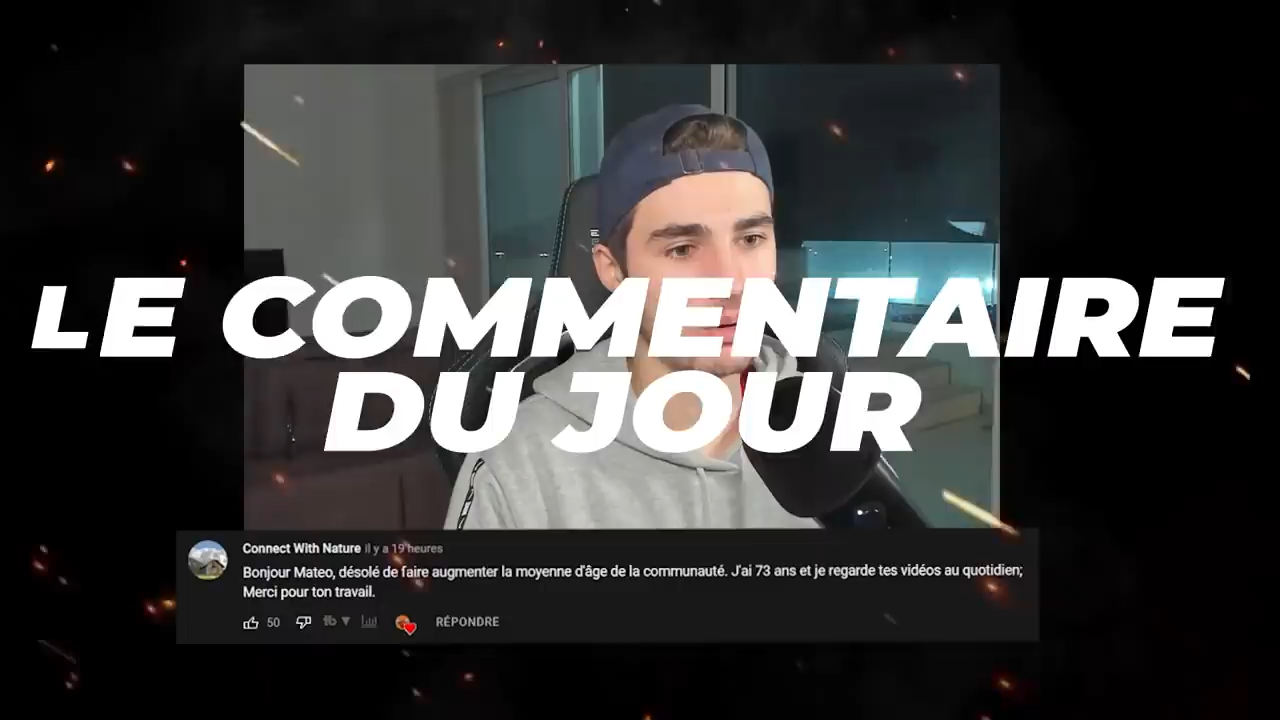 LE COMMENTAIRE
DU JOUR
Connect With Nature il y a 19 heures
Bonjour Mateo, désolé de faire augmenter la moyenne d'âge de la communauté. J'ai 73 ans et je regarde tes vidéos au quotidien;
Merci pour ton travail.
50 RÉPONDRE